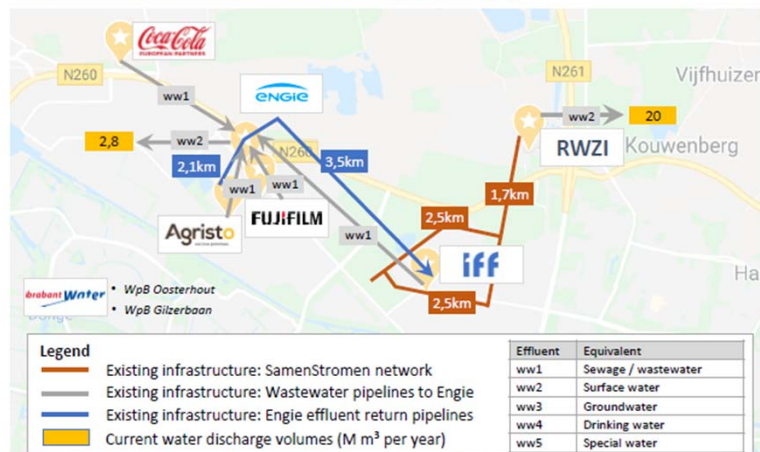 Coca-Cola
EUROPEAN PARTNERS
N260
N261
Vijfhuizer
ww1
ENGIE
ww2
20
2,8
ww2
N260
RWZI
Kouwenberg
2,1km
3,5km
1,7km
ww1
ww1
Agristo
FUJIFILM
2,5km
ww1
iff
Ha
brabant Water
• WpB Oosterhout
• WpB Gilzerbaan
2,5km
Legend
Existing infrastructure: SamenStromen network
Existing infrastructure: Wastewater pipelines to Engie
Existing infrastructure: Engie effluent return pipelines
Current water discharge volumes (M m³ per year)
Effluent Equivalent
ww1 Sewage / wastewater
ww2 Surface water
ww3 Groundwater
ww4 Drinking water
ww5 Special water